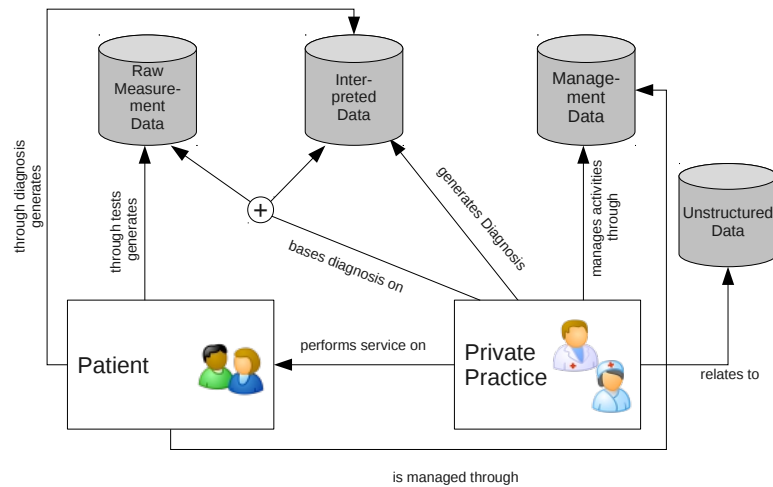 Raw
Measure-
ment
Data
Inter-
preted
Data
Manage-
ment
Data
Unstructured
Data
through diagnosis
generates
through tests
generates
+
bases diagnosis on
generates Diagnosis
manages activities
through
Patient
performs service on
Private
Practice
relates to
is managed through